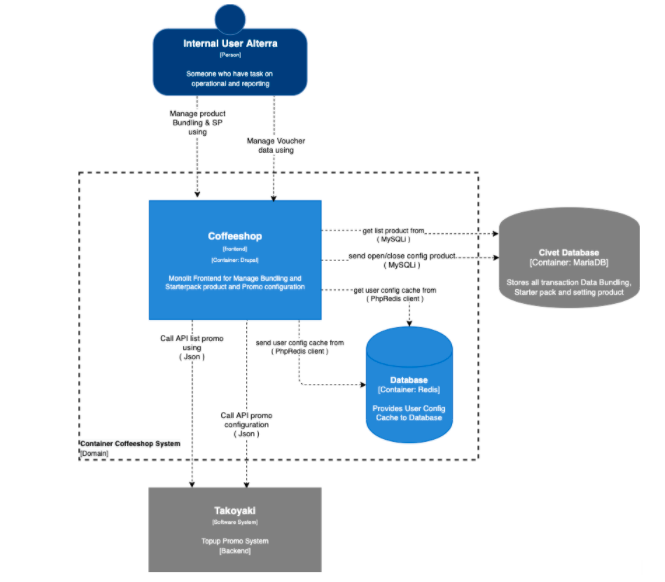 Internal User Alterra
[Person]
Someone who have task on
operational and reporting
Manage product
Bundling & SP
using
Manage Voucher
data using
Coffeeshop
[frontend]
[Container: Drupal]
Monolit Frontend for Manage Bundling and
Starterpack product and Promo configuration
get list product from
( MySQLi )
send open/close config product
( MySQLi )
get user config cache from
( PhpRedis client )
Civet Database
[Container: MariaDB]
Stores all transaction Data Bundling,
Starter pack and setting product
Call API list promo
using
( Json )
send user config cache from
( PhpRedis client )
Database
[Container: Redis]
Provides User Config
Cache to Database
Call API promo
configuration
( Json )
Container Coffeeshop System
[Domain]
Takoyaki
[Software System]
Topup Promo System
[Backend]